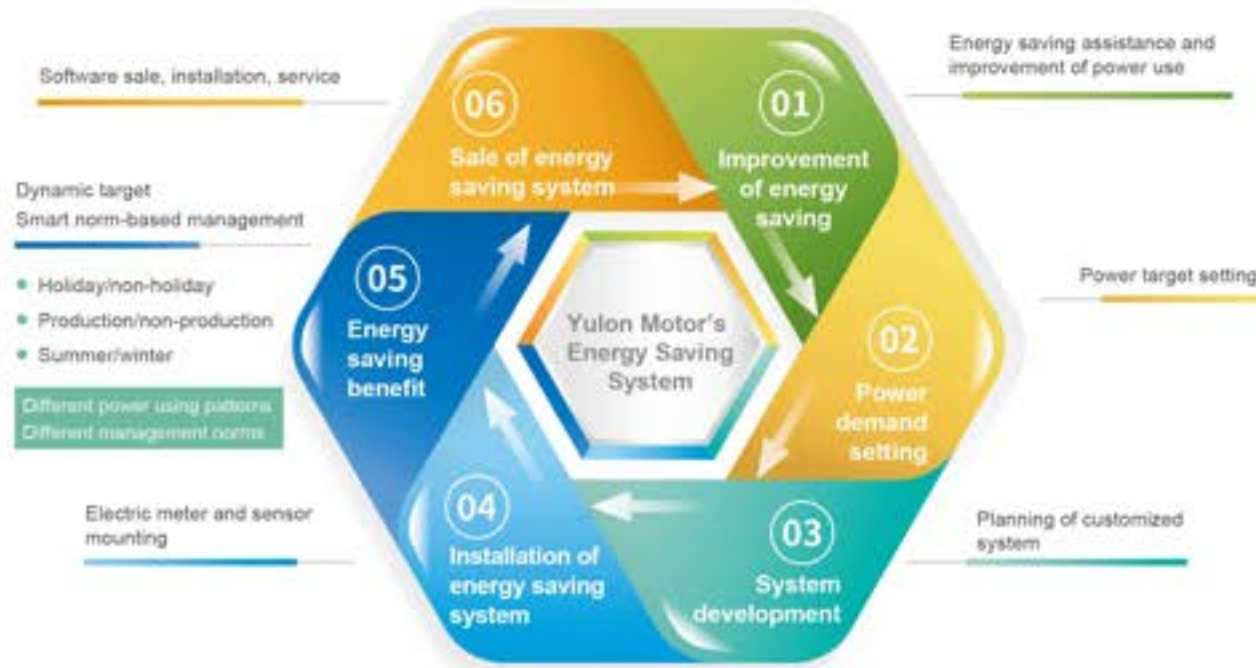 Software sale, installation, service
06
Sale of energy
saving system
01
Improvement
of energy
saving
Energy saving assistance and
improvement of power use
Dynamic target
Smart norm-based management
Holiday/non-holiday
Production/non-production
Summer/winter
Different power using patterns
Different management norms
05
Energy
saving
benefit
Yulon Motor's
Energy Saving
System
02
Power
demand
setting
Power target setting
Electric meter and sensor
mounting
04
Installation of
energy saving
system
03
System
development
Planning of customized
system